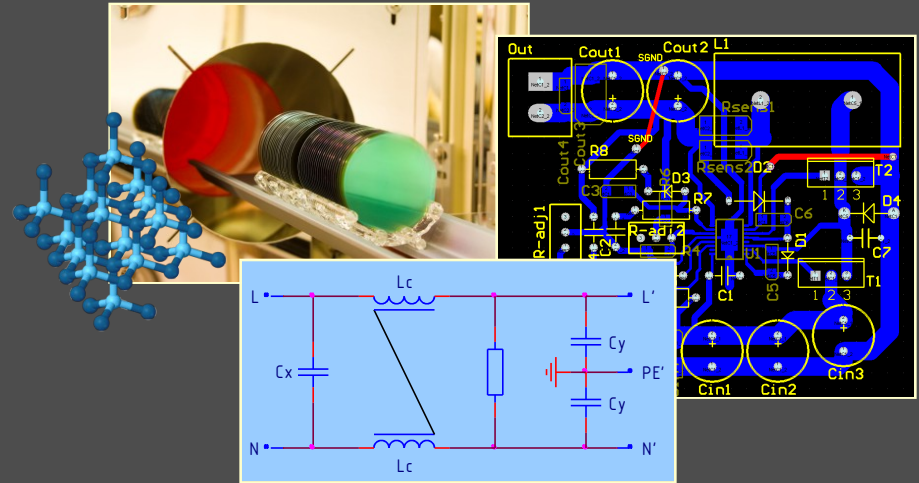 Out
Cout1
Cout2
L1
SGND
SGND
Rsens1
Rsens2
Cout3
Cout4
R8
R6
D3
D2
T2
1 2 3
C3
R7
D4
C6
R-adj1
C2
R-adj2
R4
U1
D1
C7
C5
C1
T1
1 2 3
Cin1
Cin2
Cin3
L
Lc
L'
Cx
Cy
PE'
Cy
N
Lc
N'